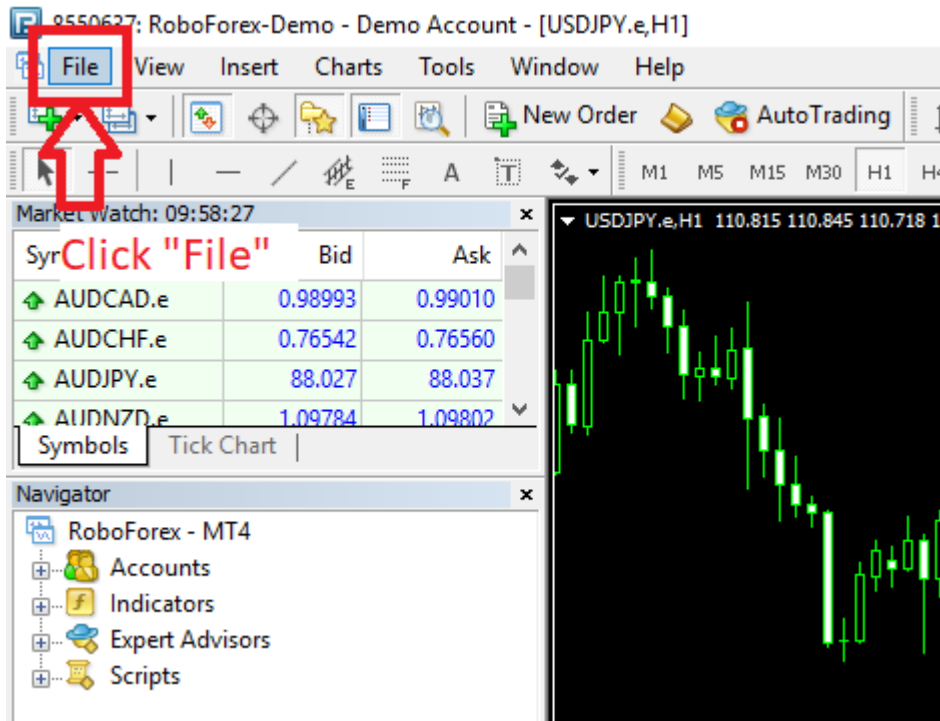 8550637: RoboForex-Demo - Demo Account - [USDJPY.e,H1]
File View Insert Charts Tools Window Help
New Order AutoTrading
E F A T M1 M5 M15 M30 H1 H4
Market Watch: 09:58:27
USDJPY.e,H1 110.815 110.845 110.718 1
Click "File" Bid Ask
AUDCAD.e 0.98993 0.99010
AUDCHF.e 0.76542 0.76560
AUDJPY.e 88.027 88.037
AUDNZD.e 1.09784 1.09802
Symbols Tick Chart
Navigator
RoboForex - MT4
Accounts
Indicators
Expert Advisors
Scripts